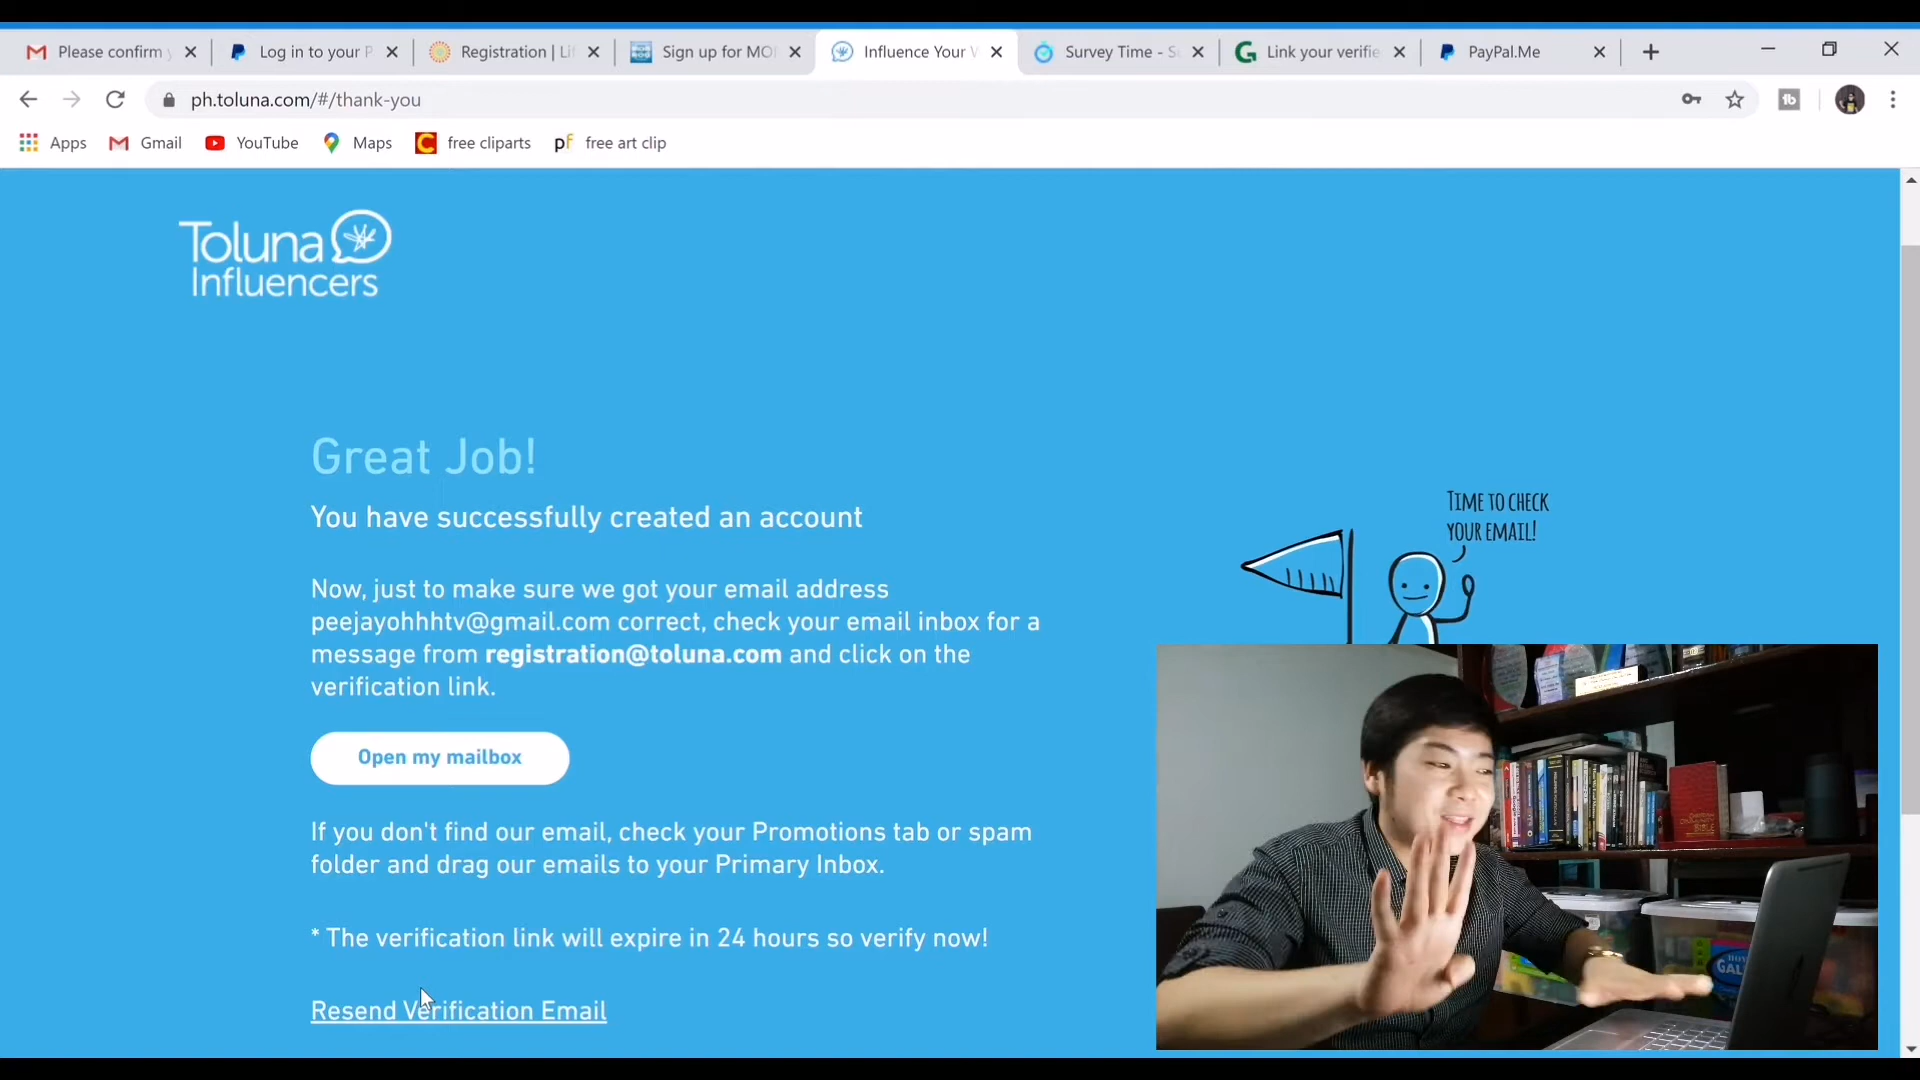 Please confirm y
Log in to your P
Registration | Lif
Sign up for MOB
Influence Your W
Survey Time - S
Link your verifie
PayPal.Me
ph.toluna.com/#/thank-you
Apps
Gmail
YouTube
Maps
free cliparts
pf free art clip
Toluna
Influencers
Great Job!
You have successfully created an account
TIME TO CHECK
YOUR EMAIL!
Now, just to make sure we got your email address
peejayohhhtv@gmail.com correct, check your email inbox for a
message from registration@toluna.com and click on the
verification link.
Open my mailbox
If you don't find our email, check your Promotions tab or spam
folder and drag our emails to your Primary Inbox.
* The verification link will expire in 24 hours so verify now!
Resend Verification Email